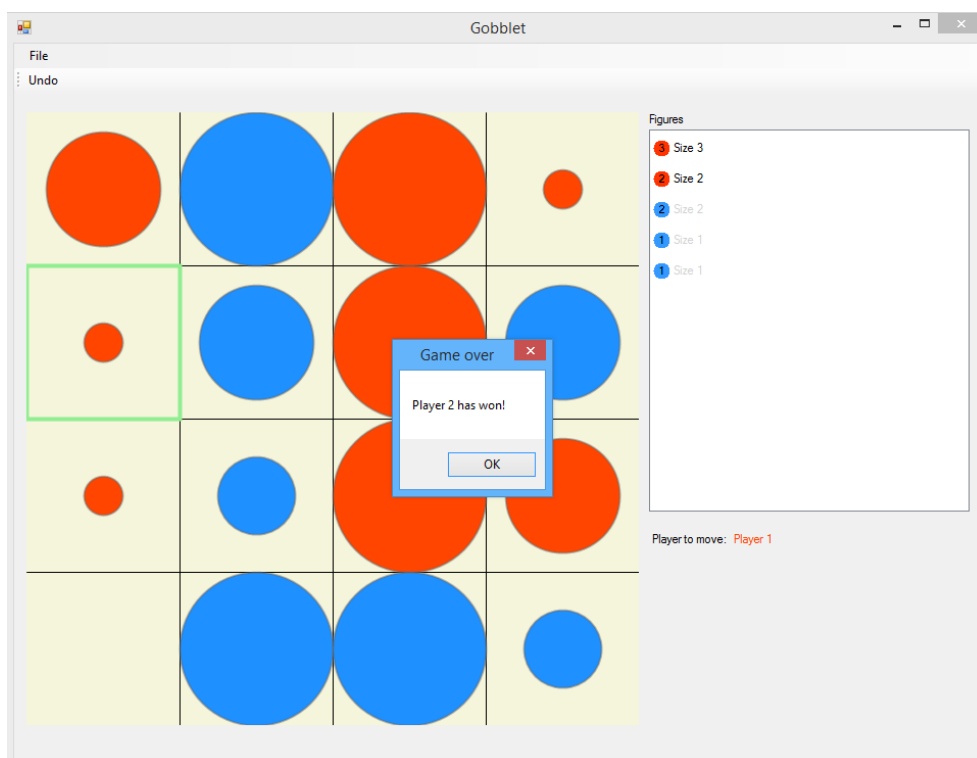 Gobblet
File
Undo
Figures
3 Size 3
2 Size 2
2 Size 2
1 Size 1
1 Size 1
Game over
Player 2 has won!
OK
Player to move: Player 1